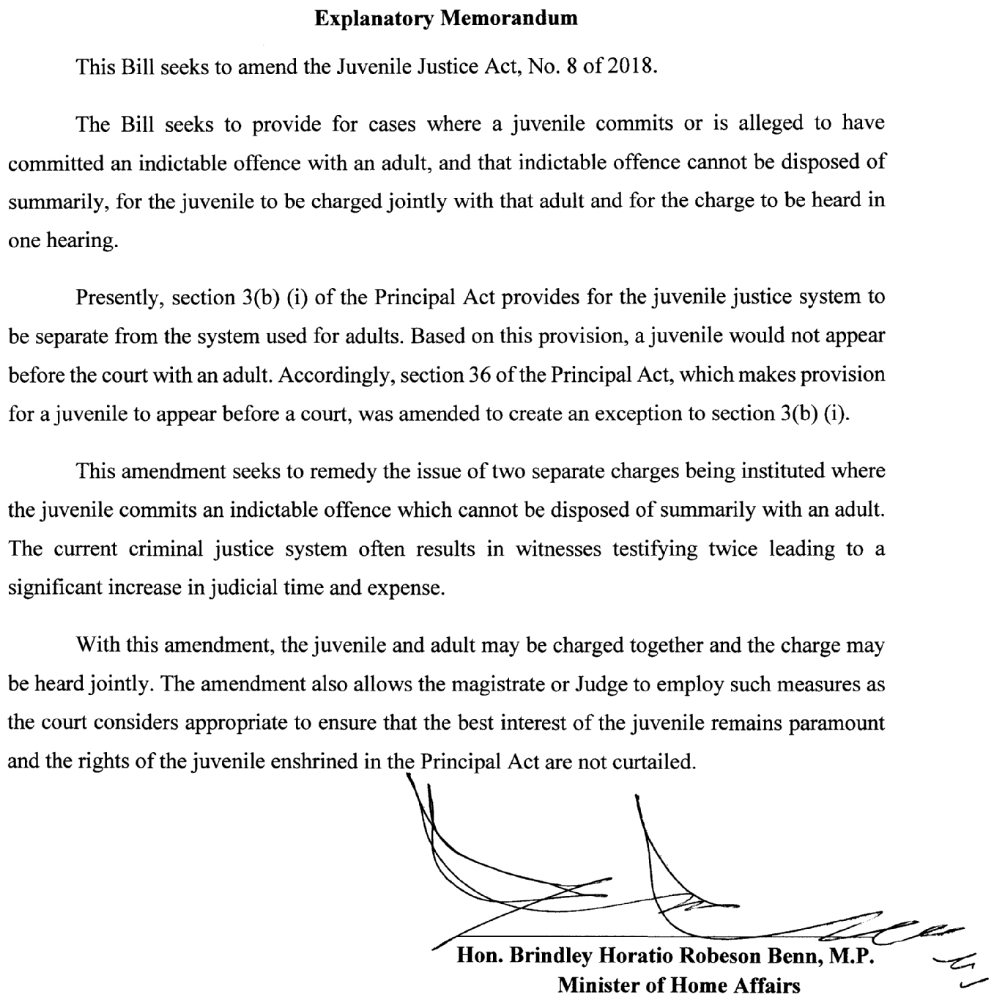 Explanatory Memorandum
This Bill seeks to amend the Juvenile Justice Act, No. 8 of 2018.
The Bill seeks to provide for cases where a juvenile commits or is alleged to have
committed an indictable offence with an adult, and that indictable offence cannot be disposed of
summarily, for the juvenile to be charged jointly with that adult and for the charge to be heard in
one hearing.
Presently, section 3(b) (i) of the Principal Act provides for the juvenile justice system to
be separate from the system used for adults. Based on this provision, a juvenile would not appear
before the court with an adult. Accordingly, section 36 of the Principal Act, which makes provision
for a juvenile to appear before a court, was amended to create an exception to section 3(b) (i).
This amendment seeks to remedy the issue of two separate charges being instituted where
the juvenile commits an indictable offence which cannot be disposed of summarily with an adult.
The current criminal justice system often results in witnesses testifying twice leading to a
significant increase in judicial time and expense.
With this amendment, the juvenile and adult may be charged together and the charge may
be heard jointly. The amendment also allows the magistrate or Judge to employ such measures as
the court considers appropriate to ensure that the best interest of the juvenile remains paramount
and the rights of the juvenile enshrined in the Principal Act are not curtailed.
Hon. Brindley Horatio Robeson Benn, M.P.
Minister of Home Affairs